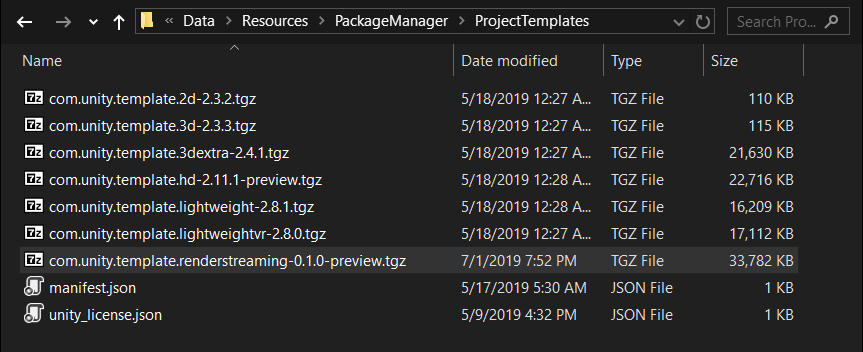 « Data > Resources > PackageManager > ProjectTemplates Search Pro...
Name Date modified Type Size
7z com.unity.template.2d-2.3.2.tgz 5/18/2019 12:27 A... TGZ File 110 KB
7z com.unity.template.3d-2.3.3.tgz 5/18/2019 12:27 A... TGZ File 115 KB
7z com.unity.template.3dextra-2.4.1.tgz 5/18/2019 12:27 A... TGZ File 21,630 KB
7z com.unity.template.hd-2.11.1-preview.tgz 5/18/2019 12:28 A... TGZ File 22,716 KB
7z com.unity.template.lightweight-2.8.1.tgz 5/18/2019 12:28 A... TGZ File 16,209 KB
7z com.unity.template.lightweightvr-2.8.0.tgz 5/18/2019 12:27 A... TGZ File 17,112 KB
7z com.unity.template.renderstreaming-0.1.0-preview.tgz 7/1/2019 7:52 PM TGZ File 33,782 KB
manifest.json 5/17/2019 5:30 AM JSON File 1 KB
unity_license.json 5/9/2019 4:32 PM JSON File 1 KB